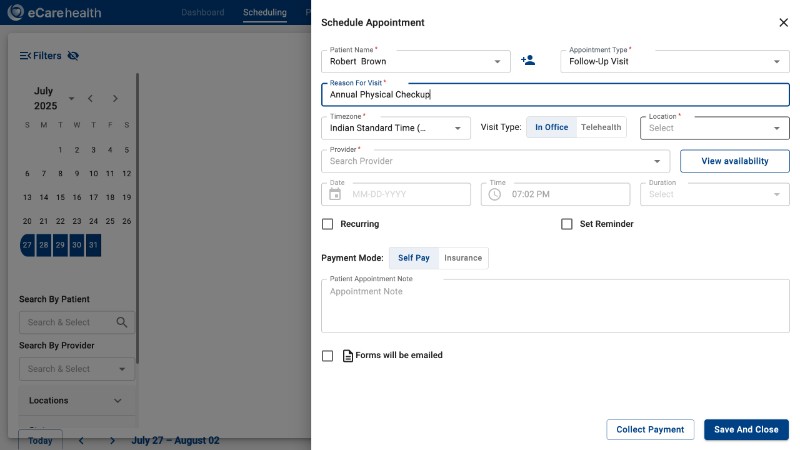 eCarehealth
Dashboard
Scheduling
Schedule Appointment
Patient Name *
Robert Brown
Appointment Type *
Follow-Up Visit
Reason For Visit *
Annual Physical Checkup
Timezone *
Indian Standard Time (...
Visit Type:
In Office
Telehealth
Location *
Select
Provider *
Search Provider
View availability
Date
MM-DD-YYYY
Time
07:02 PM
Duration
Select
Recurring
Set Reminder
Payment Mode:
Self Pay
Insurance
Patient Appointment Note
Appointment Note
Forms will be emailed
Collect Payment
Save And Close
Filters
July
2025
S M T W T F S
1 2 3 4 5
6 7 8 9 10 11 12
13 14 15 16 17 18 19
20 21 22 23 24 25 26
27 28 29 30 31
Search By Patient
Search & Select
Search By Provider
Search & Select
Locations
Today
July 27 – August 02